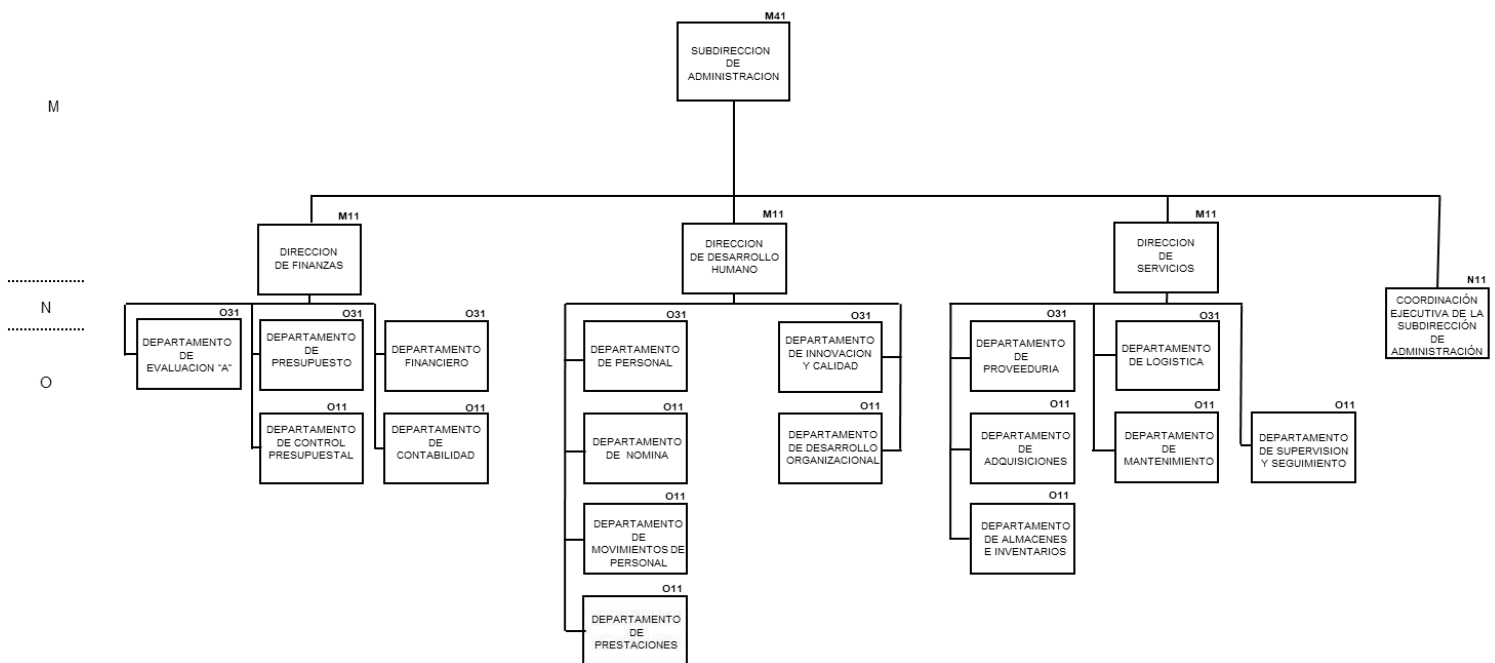 M41
SUBDIRECCION
DE
ADMINISTRACION
M
M11
DIRECCION
DE FINANZAS
M11
DIRECCION
DE DESARROLLO
HUMANO
M11
DIRECCION
DE
SERVICIOS
N11
COORDINACIÓN
EJECUTIVA DE LA
SUBDIRECCIÓN
DE
ADMINISTRACIÓN
N
O
O31
DEPARTAMENTO
DE
EVALUACION "A"
O31
DEPARTAMENTO
DE
PRESUPUESTO
O31
DEPARTAMENTO
FINANCIERO
O11
DEPARTAMENTO
DE CONTROL
PRESUPUESTAL
O11
DEPARTAMENTO
DE
CONTABILIDAD
O31
DEPARTAMENTO
DE PERSONAL
O31
DEPARTAMENTO
DE INNOVACION
Y CALIDAD
O11
DEPARTAMENTO
DE NOMINA
O11
DEPARTAMENTO
DE DESARROLLO
ORGANIZACIONAL
O11
DEPARTAMENTO
DE
MOVIMIENTOS DE
PERSONAL
O11
DEPARTAMENTO
DE
PRESTACIONES
O31
DEPARTAMENTO
DE
PROVEEDURIA
O31
DEPARTAMENTO
DE LOGISTICA
O11
DEPARTAMENTO
DE
ADQUISICIONES
O11
DEPARTAMENTO
DE
MANTENIMIENTO
O11
DEPARTAMENTO
DE SUPERVISION
Y SEGUIMIENTO
O11
DEPARTAMENTO
DE ALMACENES
E INVENTARIOS